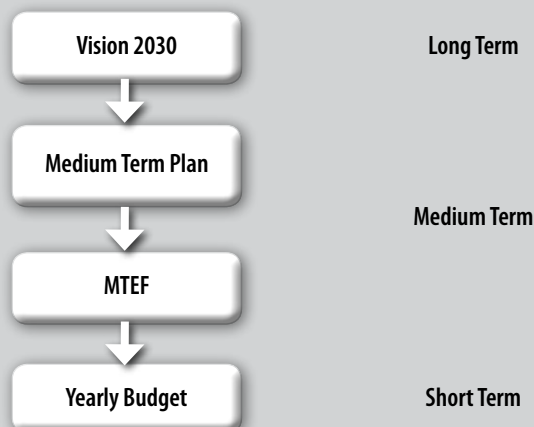 Vision 2030
Long Term
Medium Term Plan
Medium Term
MTEF
Yearly Budget
Short Term